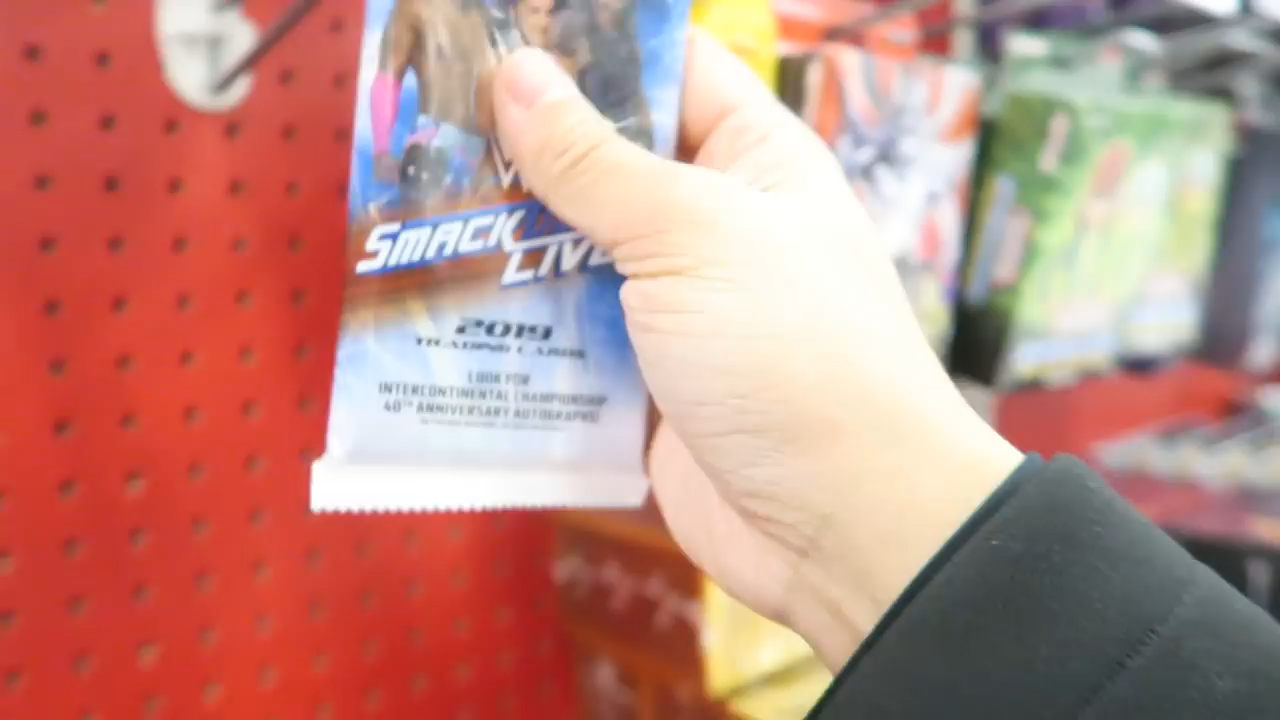 SMACK
LIVE
2019
TRADING CARDS
LOOK FOR
INTERCONTINENTAL CHAMPIONSHIP
40TH ANNIVERSARY AUTOGRAPHS!